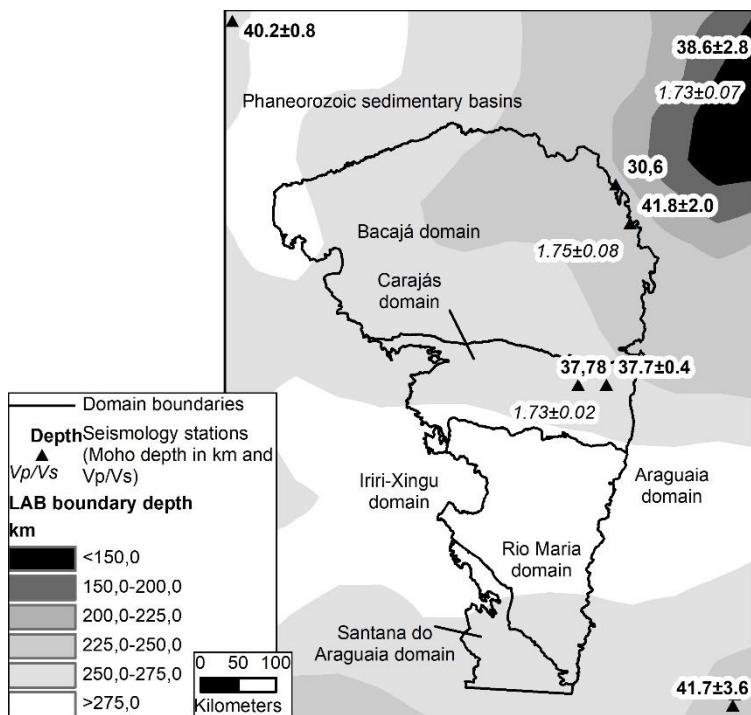 40.2±0.8
38.6±2.8
1.73±0.07
Phaneorozoic sedimentary basins
30,6
41.8±2.0
Bacajá domain
1.75±0.08
Carajás
domain
37,78
37.7±0.4
1.73±0.02
Iriri-Xingu
domain
Araguaia
domain
Rio Maria
domain
Santana do
Araguaia domain
41.7±3.6
Domain boundaries
Depth Seismology stations
(Moho depth in km and
Vp/Vs Vp/Vs)
LAB boundary depth
km
<150,0
150,0-200,0
200,0-225,0
225,0-250,0
250,0-275,0
>275,0
0 50 100
Kilometers